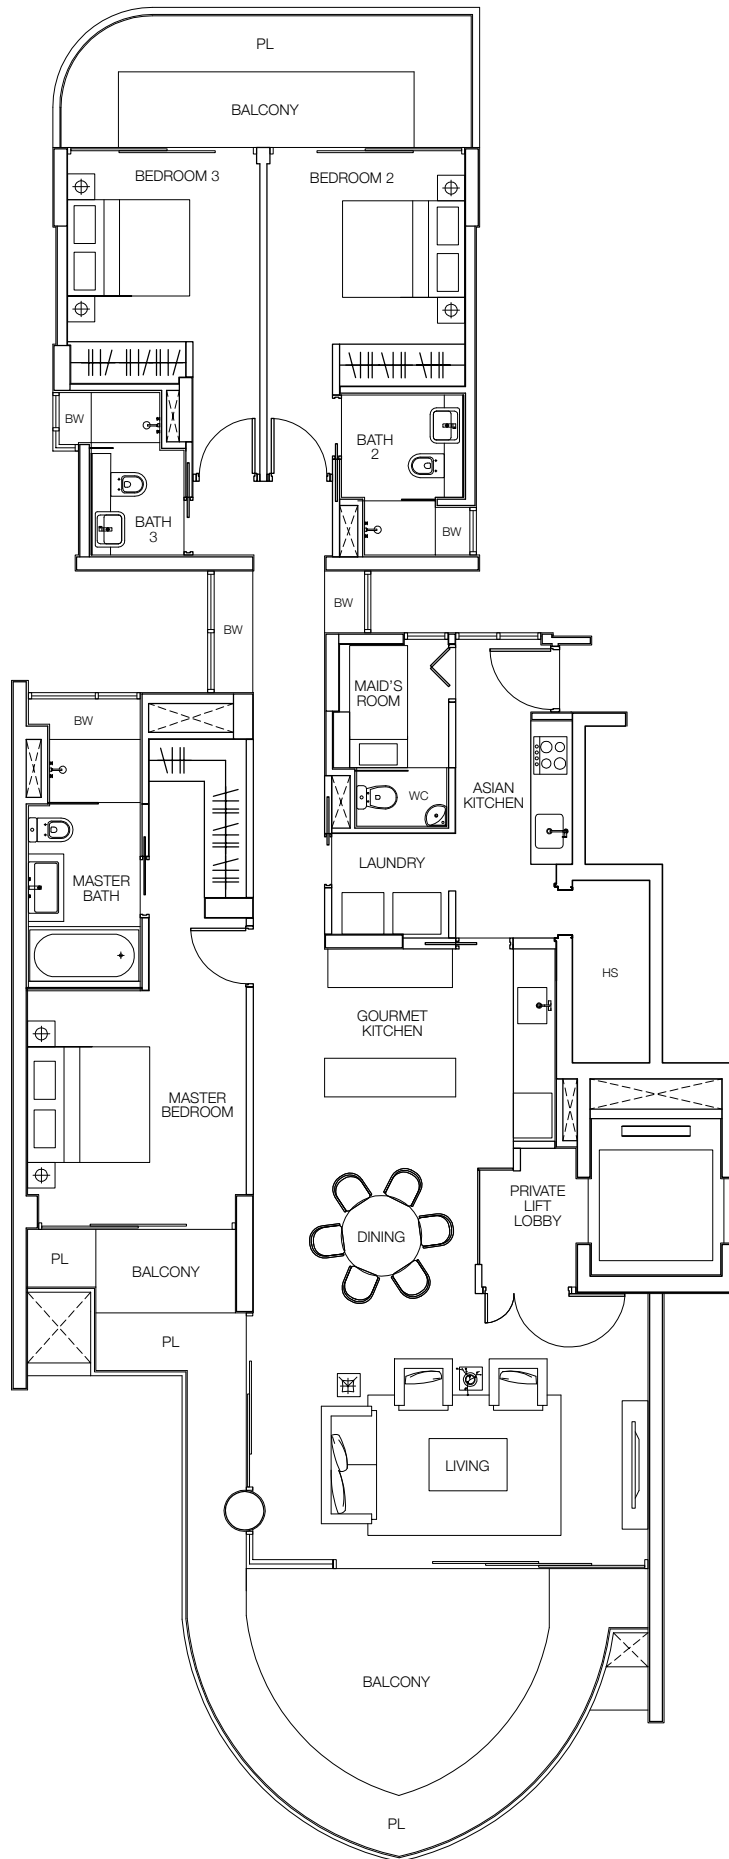 PL
BALCONY
BEDROOM 3
BEDROOM 2
BW
BATH
2
BATH
3
BW
BW
BW
MAID'S
ROOM
BW
ASIAN
KITCHEN
WC
LAUNDRY
MASTER
BATH
HS
GOURMET
KITCHEN
MASTER
BEDROOM
PRIVATE
LIFT
LOBBY
DINING
PL
BALCONY
PL
LIVING
BALCONY
PL